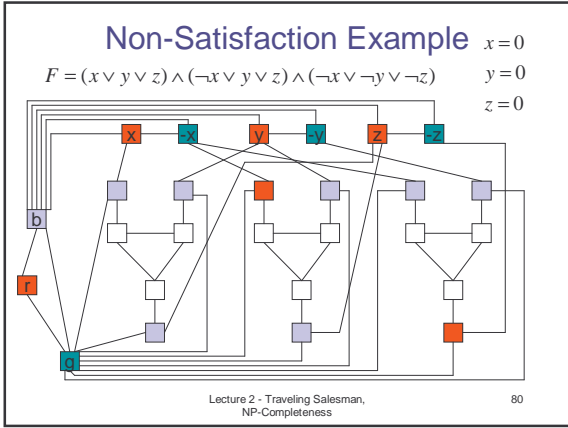 Non-Satisfaction Example
F = (x ∨ y ∨ z) ∧ (¬x ∨ y ∨ z) ∧ (¬x ∨ ¬y ∨ ¬z)
x = 0
y = 0
z = 0
x -x y -y z -z
b
r
g
Lecture 2 - Traveling Salesman,
NP-Completeness
80